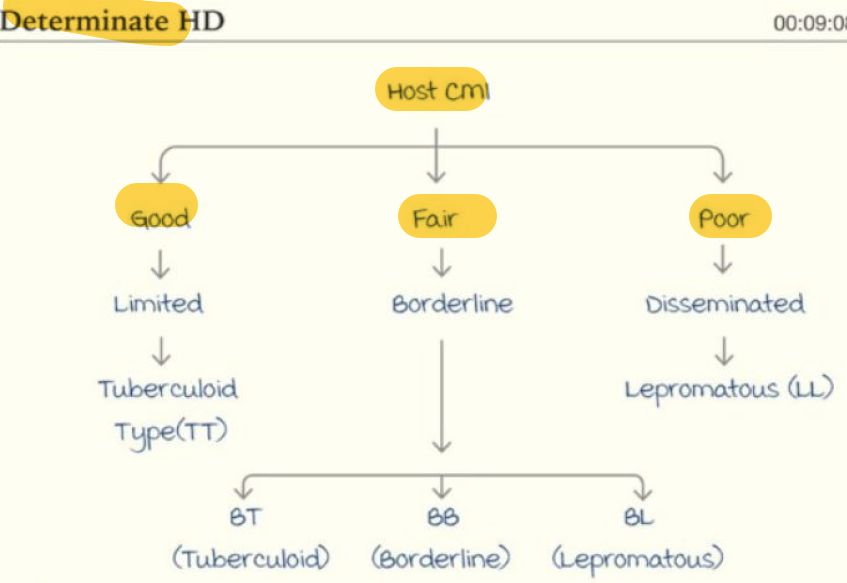 Determinate HD
00:09:08
Host CMI
Good
Fair
Poor
Limited
Borderline
Disseminated
Tuberculoid
Lepromatous (LL)
Type(TT)
BT
BB
BL
(Tuberculoid)
(Borderline)
(Lepromatous)